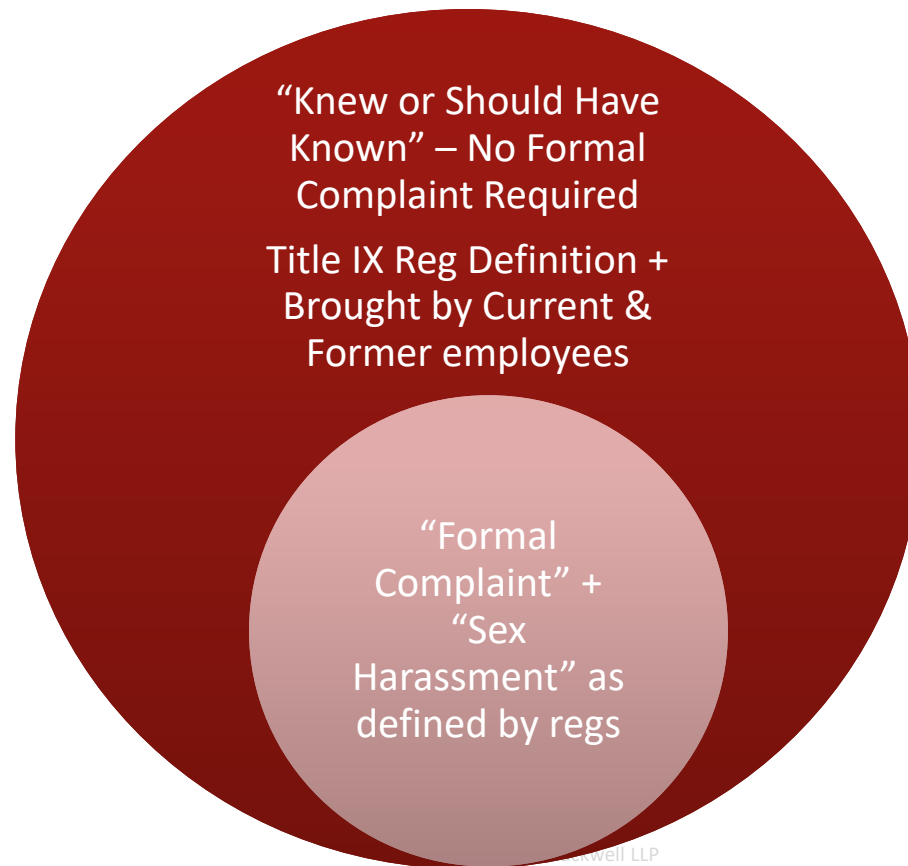 “Knew or Should Have
Known” – No Formal
Complaint Required
Title IX Reg Definition +
Brought by Current &
Former employees
“Formal
Complaint” +
“Sex
Harassment” as
defined by regs
LLP